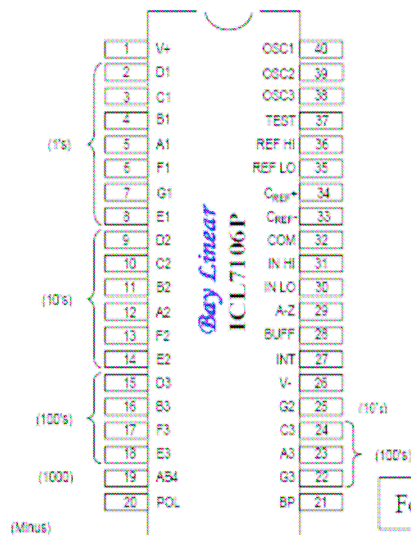 1 V+ OSC1 40
2 D1 OSC2 39
3 C1 OSC3 38
4 B1 TEST 37
(1's) 5 A1 REF HI 36
6 F1 REF LO 35
7 G1 CREF+ 34
8 E1 CREF- 33
9 D2 COM 32
10 C2 IN HI 31
(10's) 11 B2 IN LO 30
12 A2 A-Z 29
13 F2 BUFF 28
14 E2 INT 27
15 D3 V- 26
(100's) 16 B3 G2 25 (10's)
17 F3 C3 24
18 E3 A3 23 (100's)
(1000) 19 AB4 G3 22
20 POL BP 21
(Minus)
Bay Linear
ICL7106P